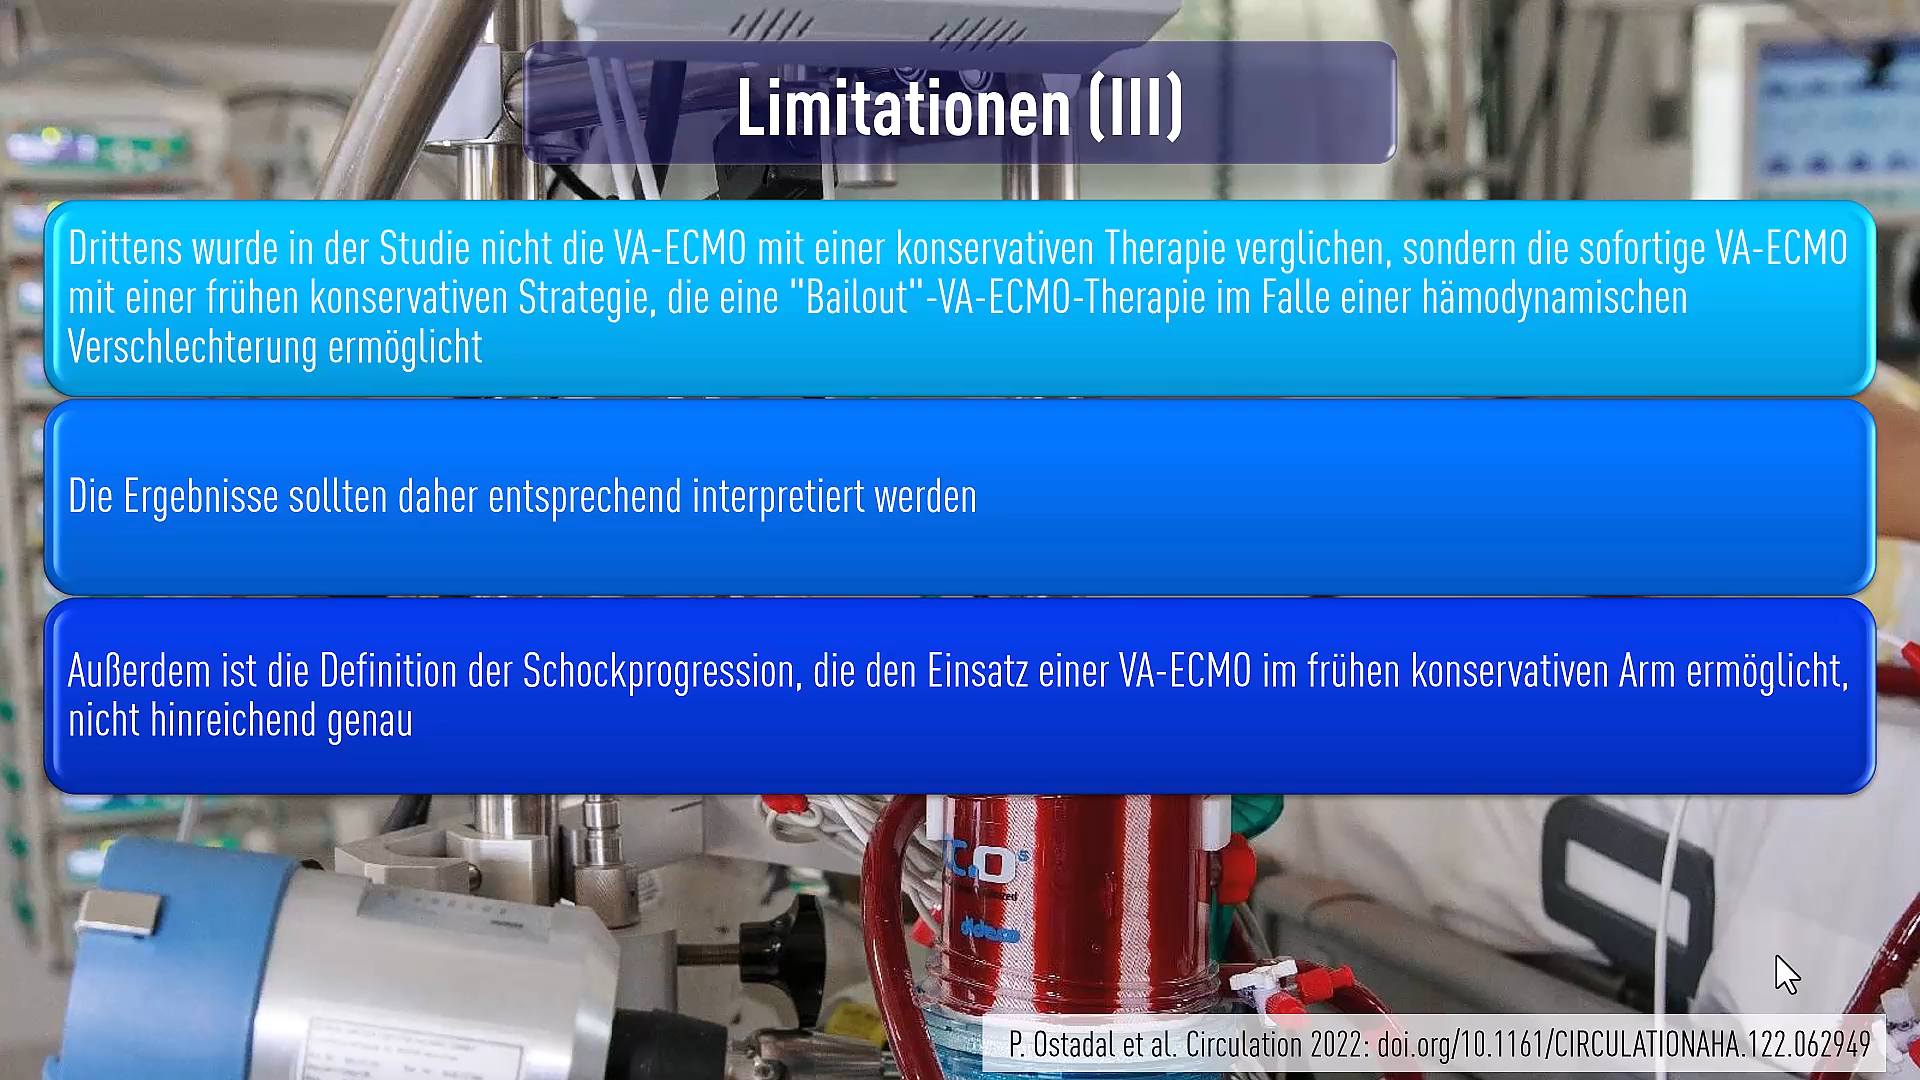 Limitationen (III)
Drittens wurde in der Studie nicht die VA-ECMO mit einer konservativen Therapie verglichen, sondern die sofortige VA-ECMO
mit einer frühen konservativen Strategie, die eine "Bailout"-VA-ECMO-Therapie im Falle einer hämodynamischen
Verschlechterung ermöglicht
Die Ergebnisse sollten daher entsprechend interpretiert werden
Außerdem ist die Definition der Schockprogression, die den Einsatz einer VA-ECMO im frühen konservativen Arm ermöglicht,
nicht hinreichend genau
dideco
P. Ostadal et al. Circulation 2022: doi.org/10.1161/CIRCULATIONAHA.122.062949